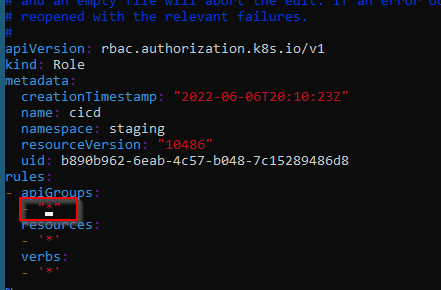 # and an empty file will abort the edit. If an error o
# reopened with the relevant failures.
#
apiVersion: rbac.authorization.k8s.io/v1
kind: Role
metadata:
  creationTimestamp: "2022-06-06T20:10:23Z"
  name: cicd
  namespace: staging
  resourceVersion: "10486"
  uid: b890b962-6eab-4c57-b048-7c15289486d8
rules:
- apiGroups:
  - "*"
  resources:
  - '*'
  verbs:
  - '*'